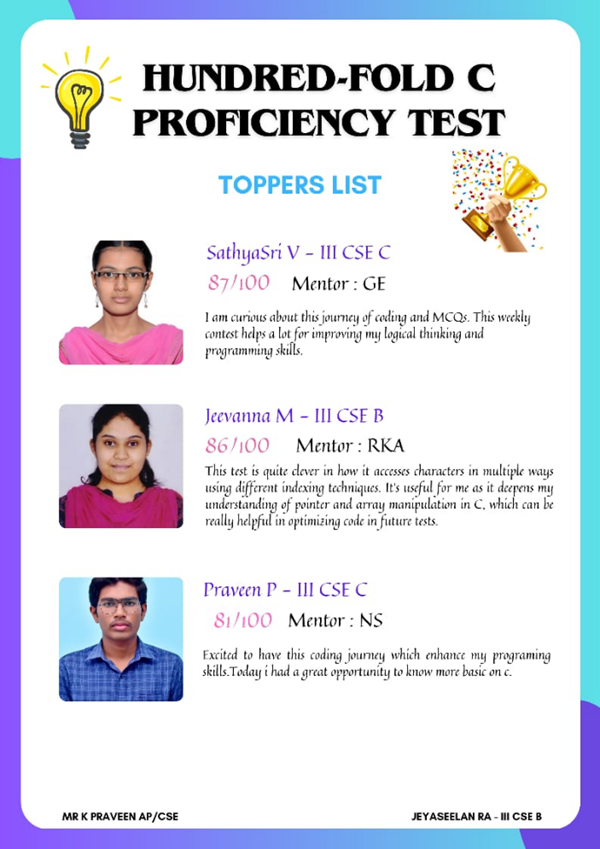 HUNDRED-FOLD C
PROFICIENCY TEST
TOPPERS LIST
SathyaSri V - III CSE C
87/100 Mentor : GE
I am curious about this journey of coding and MCQs. This weekly
contest helps a lot for improving my logical thinking and
programming skills.
Jeevanna M - III CSE B
86/100 Mentor : RKA
This test is quite clever in how it accesses characters in multiple ways
using different indexing techniques. It's useful for me as it deepens my
understanding of pointer and array manipulation in C, which can be
really helpful in optimizing code in future tests.
Praveen P - III CSE C
81/100 Mentor : NS
Excited to have this coding journey which enhance my programing
skills.Today i had a great opportunity to know more basic on c.
MR K PRAVEEN AP/CSE
JEYASEELAN RA - III CSE B